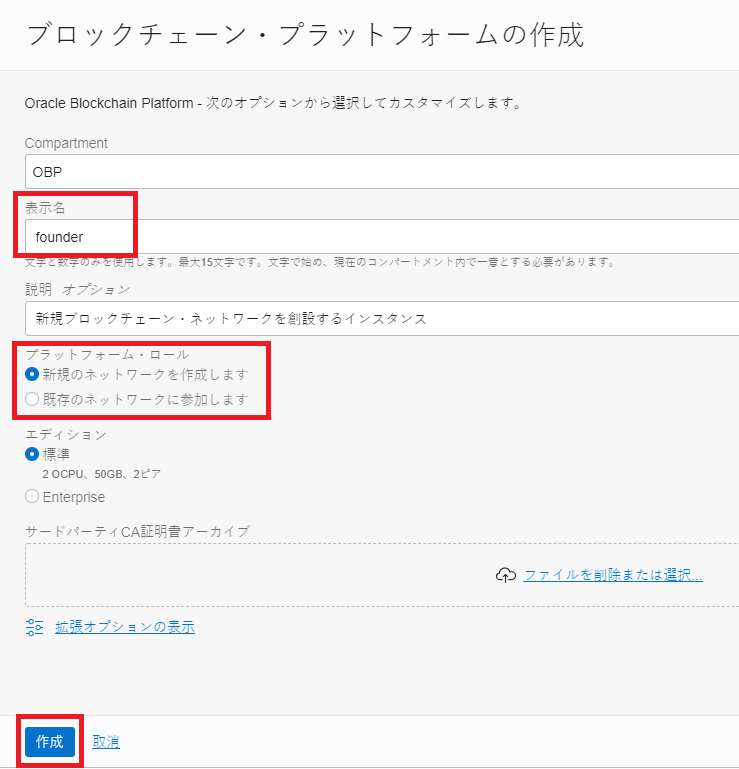 ブロックチェーン・プラットフォームの作成
Oracle Blockchain Platform - 次のオプションから選択してカスタマイズします。
Compartment
OBP
表示名
founder
文字と数字のみを使用します。最大15文字です。文字で始め、現在のコンパートメント内で一意とする必要があります。
説明 オプション
新規ブロックチェーン・ネットワークを創設するインスタンス
プラットフォーム・ロール
新規のネットワークを作成します
既存のネットワークに参加します
エディション
標準
2 OCPU、50GB、2ピア
Enterprise
サードパーティCA証明書アーカイブ
ファイルを削除または選択...
拡張オプションの表示
作成 取消